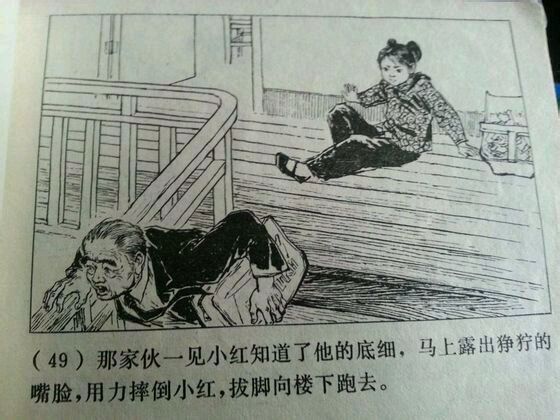 (49) 那家伙一见小红知道了他的底细，马上露出狰狞的
嘴脸，用力摔倒小红，拔脚向楼下跑去。